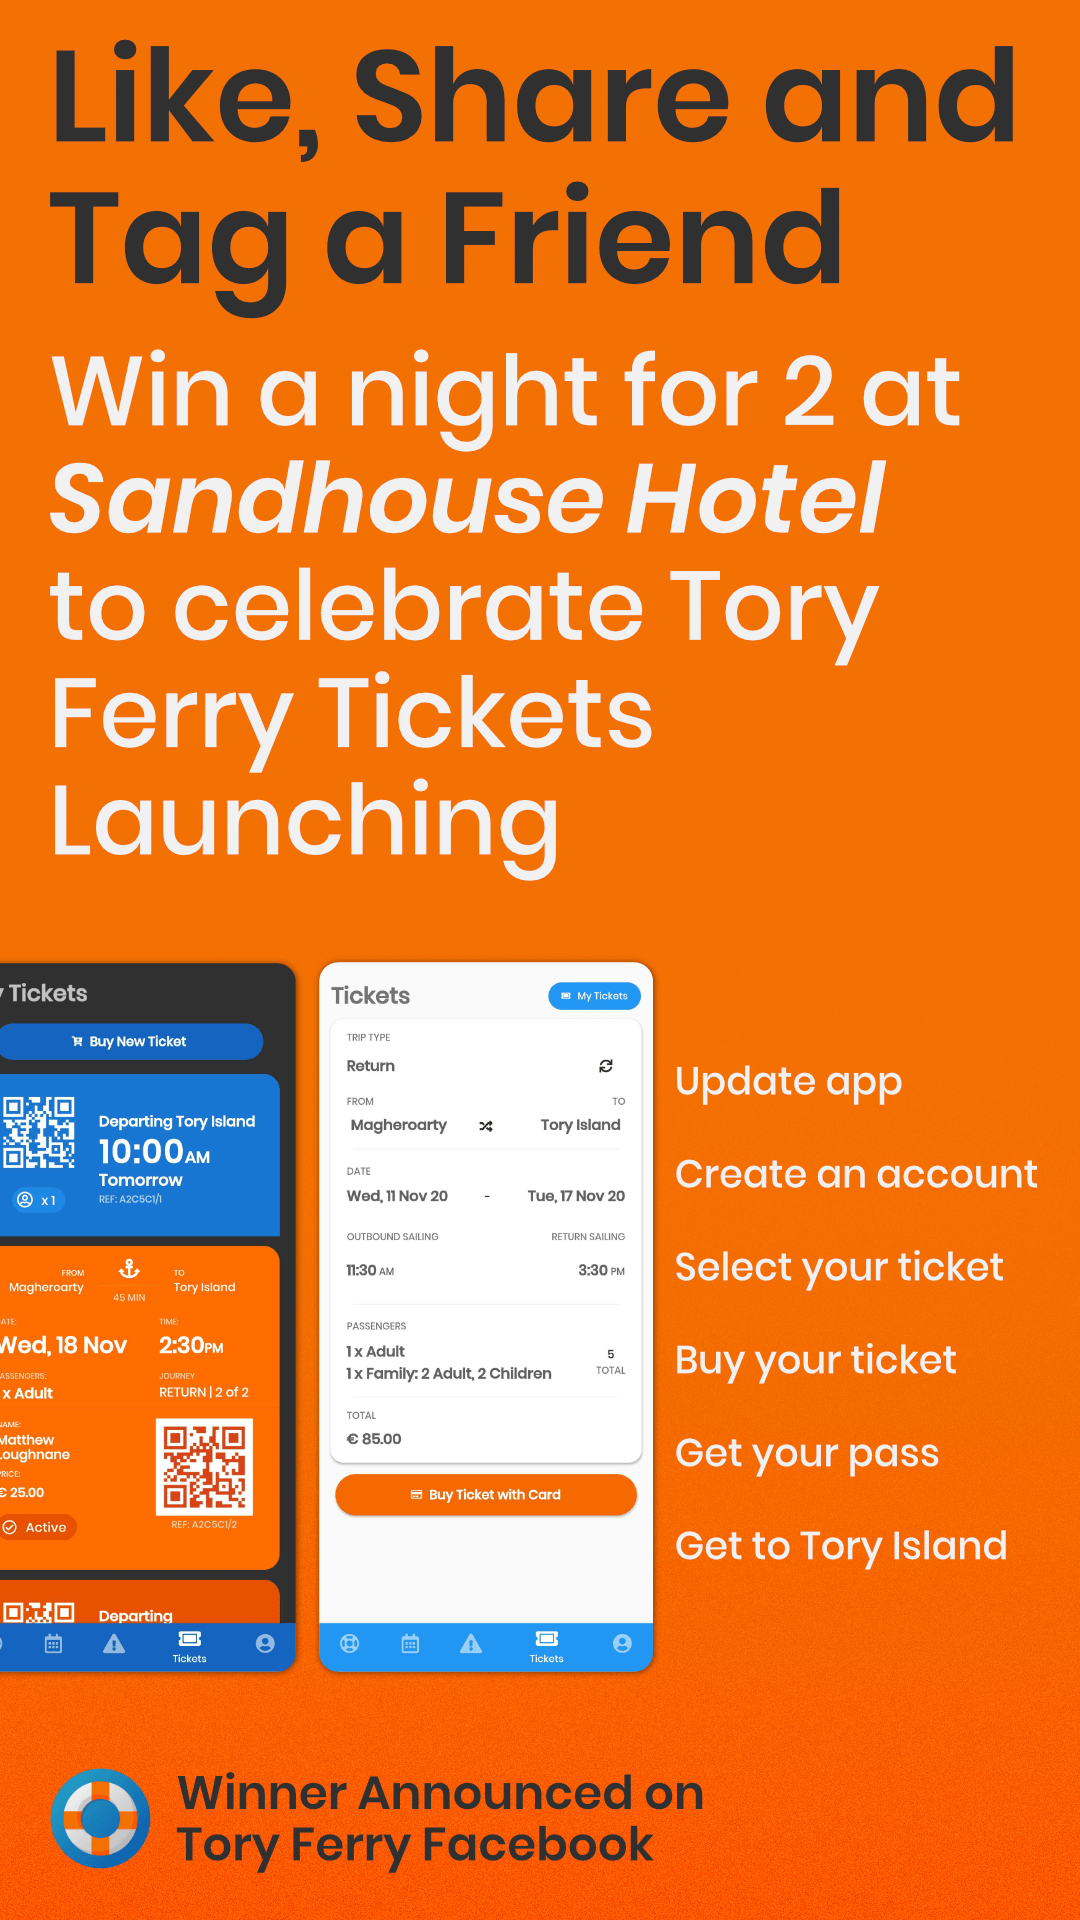 Like, Share and
Tag a Friend
Win a night for 2 at
Sandhouse Hotel
to celebrate Tory
Ferry Tickets
Launching
Tickets
Buy New Ticket
Departing Tory Island
10:00AM
Tomorrow
x 1
REF: A2C5C1/1
FROM
TO
Magheroarty
Tory Island
45 MIN
TIME:
Wed, 18 Nov
2:30PM
JOURNEY
x Adult
RETURN | 2 of 2
NAME:
Matthew
Loughnane
PRICE:
€ 25.00
Active
REF: A2C5C1/2
Departing
Tickets
Tickets
My Tickets
TRIP TYPE
Return
FROM
TO
Magheroarty
Tory Island
DATE
Wed, 11 Nov 20 - Tue, 17 Nov 20
OUTBOUND SAILING
RETURN SAILING
11:30 AM
3:30 PM
PASSENGERS
1 x Adult
1 x Family: 2 Adult, 2 Children
5
TOTAL
TOTAL
€ 85.00
Buy Ticket with Card
Tickets
Update app
Create an account
Select your ticket
Buy your ticket
Get your pass
Get to Tory Island
Winner Announced on
Tory Ferry Facebook